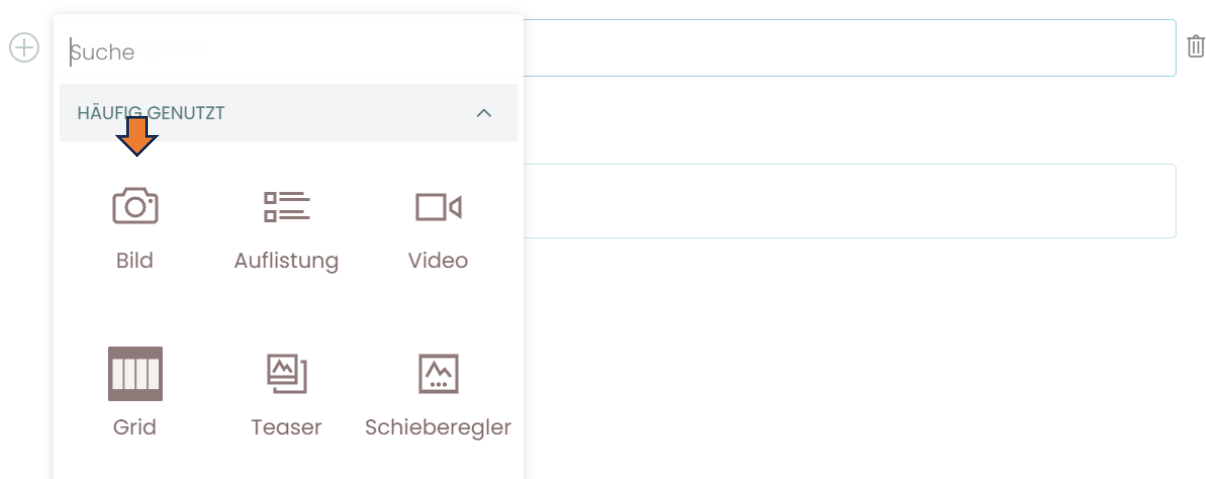 Suche
HÄUFIG GENUTZT
Bild Auflistung Video
Grid Teaser Schieberegler